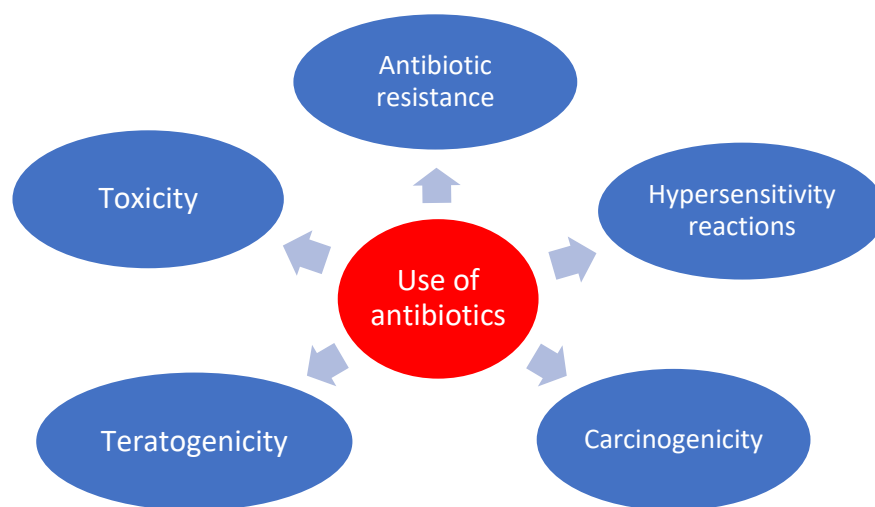 Antibiotic
resistance
Toxicity
Hypersensitivity
reactions
Use of
antibiotics
Teratogenicity
Carcinogenicity